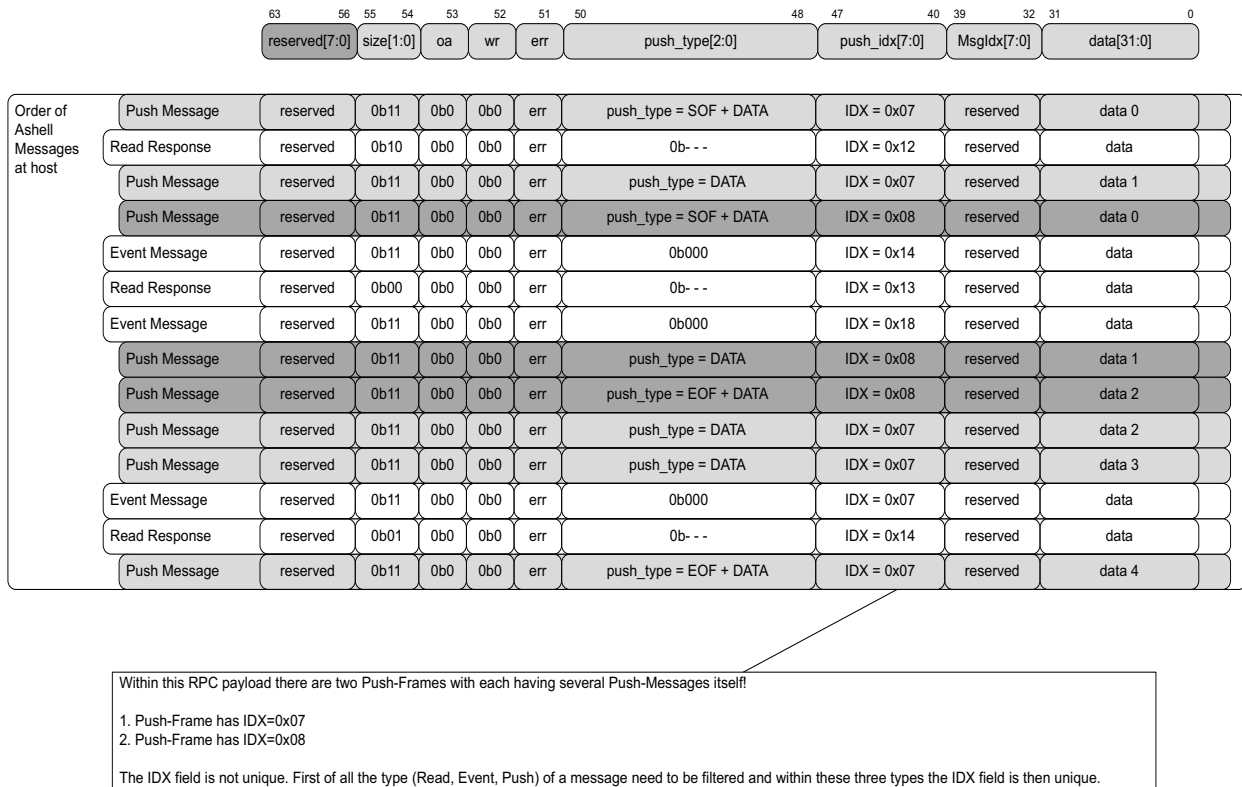 63 56 55 54 53 52 51 50 48 47 40 39 32 31 0
reserved[7:0] size[1:0] oa wr err push_type[2:0] push_idx[7:0] MsgIdx[7:0] data[31:0]
Order of
Ashell
Messages
at host
Push Message reserved 0b11 0b0 0b0 err push_type = SOF + DATA IDX = 0x07 reserved data 0
Read Response reserved 0b10 0b0 0b0 err 0b- - - IDX = 0x12 reserved data
Push Message reserved 0b11 0b0 0b0 err push_type = DATA IDX = 0x07 reserved data 1
Push Message reserved 0b11 0b0 0b0 err push_type = SOF + DATA IDX = 0x08 reserved data 0
Event Message reserved 0b11 0b0 0b0 err 0b000 IDX = 0x14 reserved data
Read Response reserved 0b00 0b0 0b0 err 0b- - - IDX = 0x13 reserved data
Event Message reserved 0b11 0b0 0b0 err 0b000 IDX = 0x18 reserved data
Push Message reserved 0b11 0b0 0b0 err push_type = DATA IDX = 0x08 reserved data 1
Push Message reserved 0b11 0b0 0b0 err push_type = EOF + DATA IDX = 0x08 reserved data 2
Push Message reserved 0b11 0b0 0b0 err push_type = DATA IDX = 0x07 reserved data 2
Push Message reserved 0b11 0b0 0b0 err push_type = DATA IDX = 0x07 reserved data 3
Event Message reserved 0b11 0b0 0b0 err 0b000 IDX = 0x07 reserved data
Read Response reserved 0b01 0b0 0b0 err 0b- - - IDX = 0x14 reserved data
Push Message reserved 0b11 0b0 0b0 err push_type = EOF + DATA IDX = 0x07 reserved data 4
Within this RPC payload there are two Push-Frames with each having several Push-Messages itself!
1. Push-Frame has IDX=0x07
2. Push-Frame has IDX=0x08
The IDX field is not unique. First of all the type (Read, Event, Push) of a message need to be filtered and within these three types the IDX field is then unique.